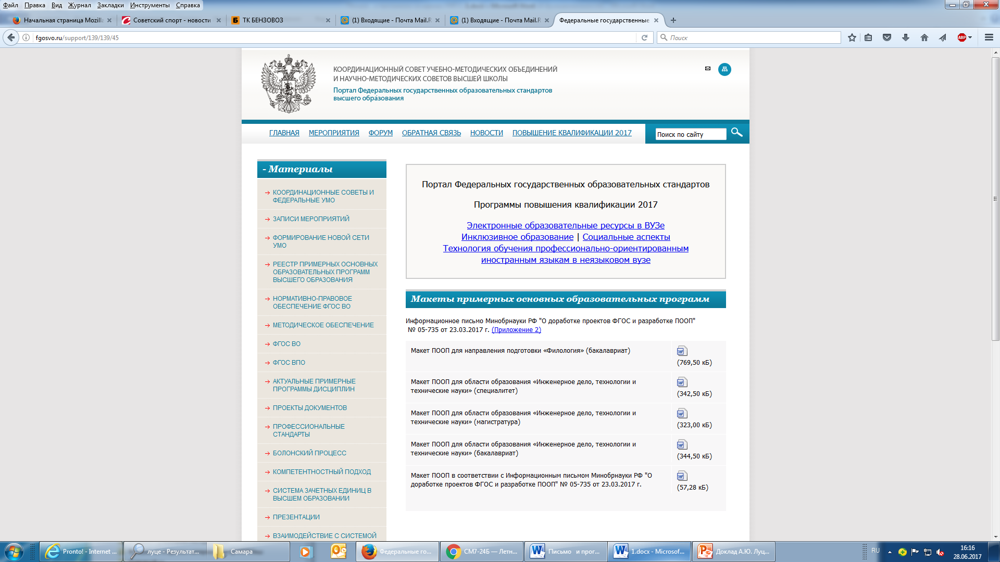 Файл Правка Вид Журнал Закладки Инструменты Справка
Начальная страница Mozilla
Советский спорт - новости
ТК БЕНЗОВОЗ
(1) Входящие - Почта Mail.R
(1) Входящие - Почта Mail.R
Федеральные государственные
fgosvo.ru/support/139/139/45
Поиск
ABP
КООРДИНАЦИОННЫЙ СОВЕТ УЧЕБНО-МЕТОДИЧЕСКИХ ОБЪЕДИНЕНИЙ
И НАУЧНО-МЕТОДИЧЕСКИХ СОВЕТОВ ВЫСШЕЙ ШКОЛЫ
Портал Федеральных государственных образовательных стандартов
высшего образования
ГЛАВНАЯ МЕРОПРИЯТИЯ ФОРУМ ОБРАТНАЯ СВЯЗЬ НОВОСТИ ПОВЫШЕНИЕ КВАЛИФИКАЦИИ 2017
Поиск по сайту
- Материалы
КООРДИНАЦИОННЫЕ СОВЕТЫ И
ФЕДЕРАЛЬНЫЕ УМО
ЗАПИСИ МЕРОПРИЯТИЙ
ФОРМИРОВАНИЕ НОВОЙ СЕТИ
УМО
РЕЕСТР ПРИМЕРНЫХ ОСНОВНЫХ
ОБРАЗОВАТЕЛЬНЫХ ПРОГРАММ
ВЫСШЕГО ОБРАЗОВАНИЯ
НОРМАТИВНО-ПРАВОВОЕ
ОБЕСПЕЧЕНИЕ ФГОС ВО
МЕТОДИЧЕСКОЕ ОБЕСПЕЧЕНИЕ
ФГОС ВО
ФГОС ВПО
АКТУАЛЬНЫЕ ПРИМЕРНЫЕ
ПРОГРАММЫ ДИСЦИПЛИН
ПРОЕКТЫ ДОКУМЕНТОВ
ПРОФЕССИОНАЛЬНЫЕ
СТАНДАРТЫ
БОЛОНСКИЙ ПРОЦЕСС
КОМПЕТЕНТНОСТНЫЙ ПОДХОД
СИСТЕМА ЗАЧЕТНЫХ ЕДИНИЦ В
ВЫСШЕМ ОБРАЗОВАНИИ
ПРЕЗЕНТАЦИИ
ВЗАИМОДЕЙСТВИЕ С СИСТЕМОЙ
Портал Федеральных государственных образовательных стандартов
Программы повышения квалификации 2017
Электронные образовательные ресурсы в ВУЗе
Инклюзивное образование | Социальные аспекты
Технология обучения профессионально-ориентированным
иностранным языкам в неязыковом вузе
Макеты примерных основных образовательных программ
Информационное письмо Минобрнауки РФ "О доработке проектов ФГОС и разработке ПООП"
№ 05-735 от 23.03.2017 г. (Приложение 2)
Макет ПООП для направления подготовки «Филология» (бакалавриат)
(769,50 кБ)
Макет ПООП для области образования «Инженерное дело, технологии и
технические науки» (специалитет)
(342,50 кБ)
Макет ПООП для области образования «Инженерное дело, технологии и
технические науки» (магистратура)
(323,00 кБ)
Макет ПООП для области образования «Инженерное дело, технологии и
технические науки» (бакалавриат)
(344,50 кБ)
Макет ПООП в соответствии с Информационным письмом Минобрнауки РФ "О
доработке проектов ФГОС и разработке ПООП" № 05-735 от 23.03.2017 г.
(57,28 кБ)
Pronto! - Internet ...
луце - Результат...
Самара
Федеральные го...
СМ7-24Б — Летн...
Письмо и прог...
1.docx - Microsof...
Доклад А.Ю. Луц...
RU
16:16
28.06.2017